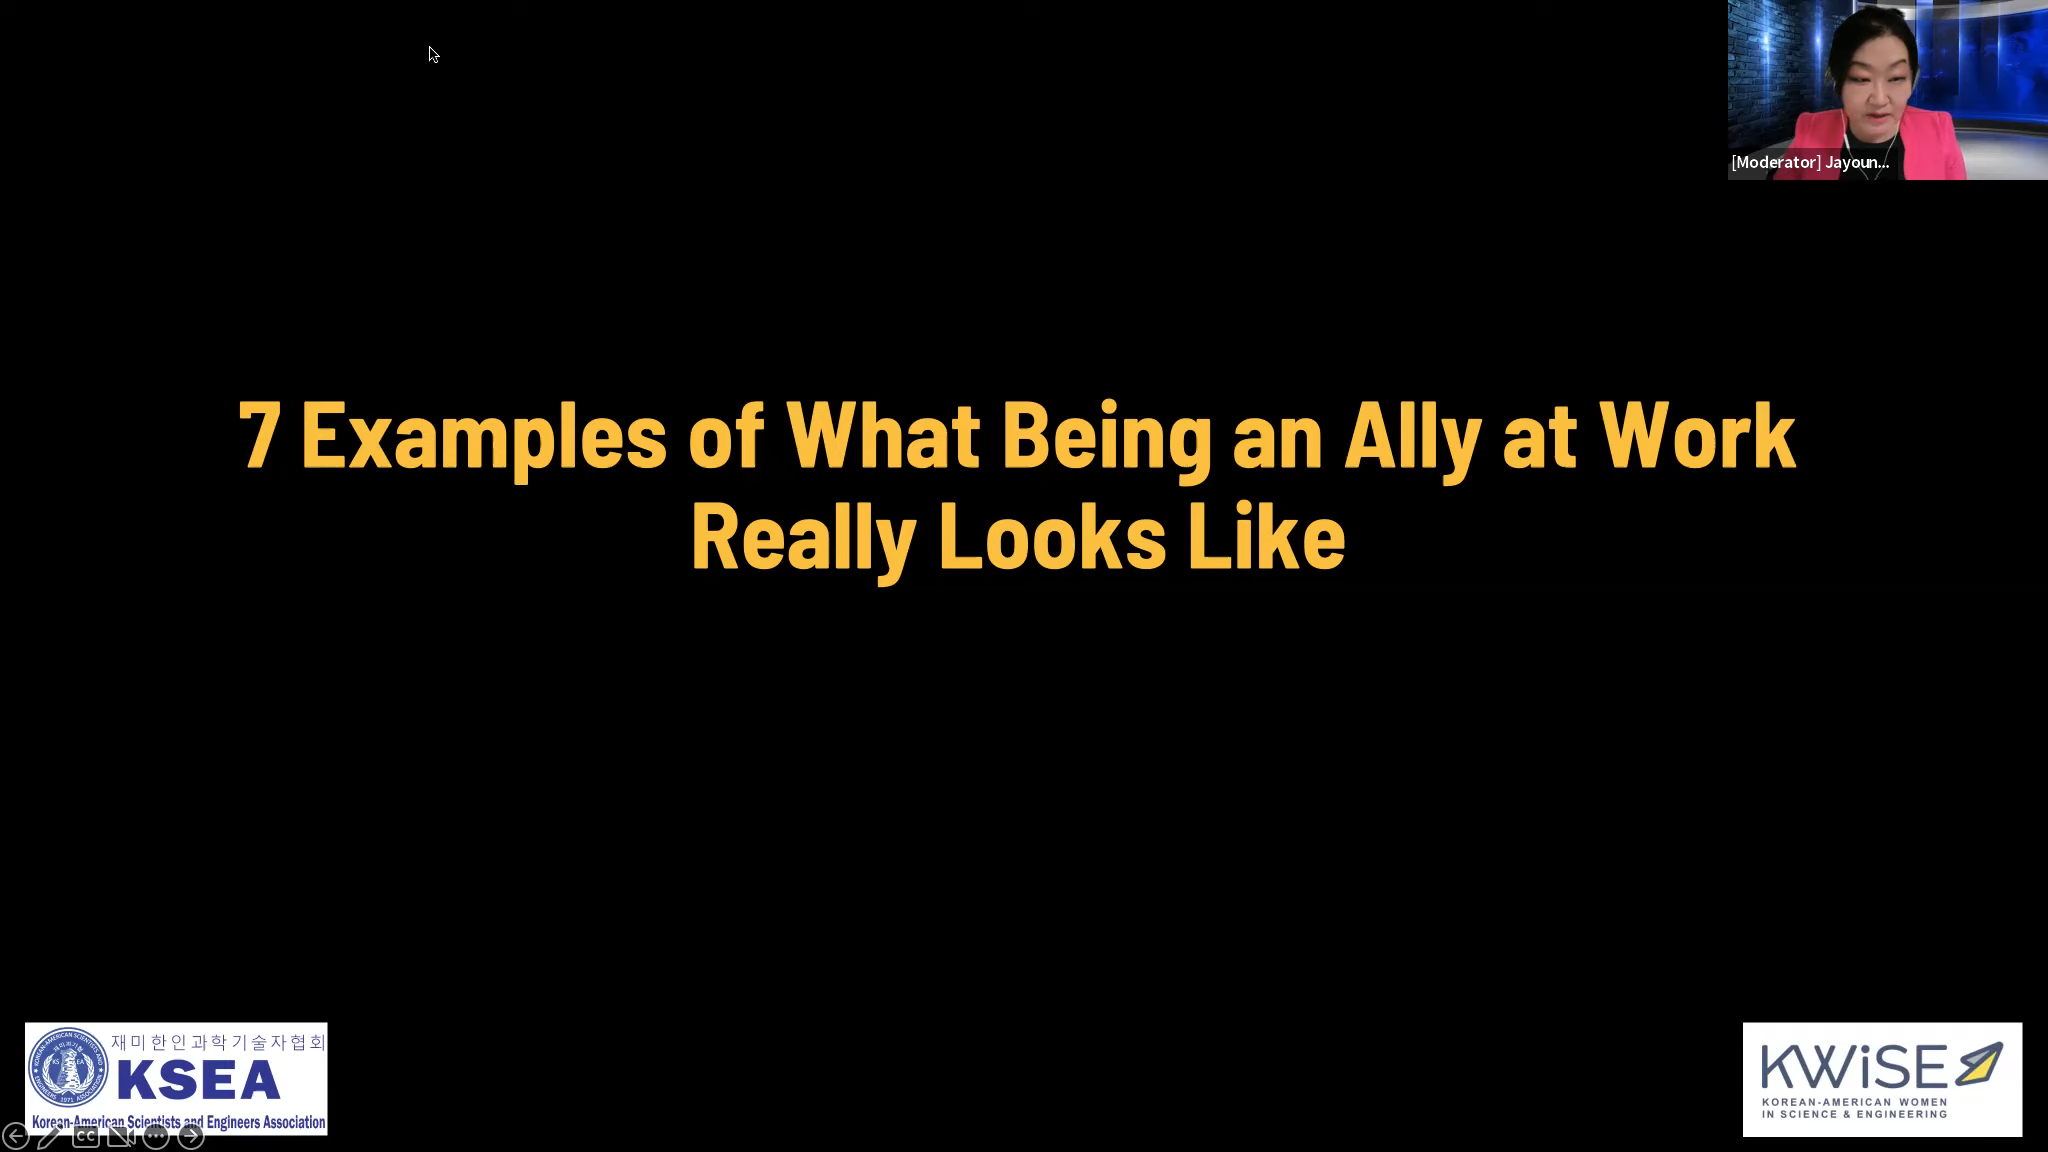 [Moderator] Jayoun...
7 Examples of What Being an Ally at Work
Really Looks Like
재미한인과학기술자협회
KSEA
Korean-American Scientists and Engineers Association
CC
KWiSE
KOREAN-AMERICAN WOMEN
IN SCIENCE & ENGINEERING